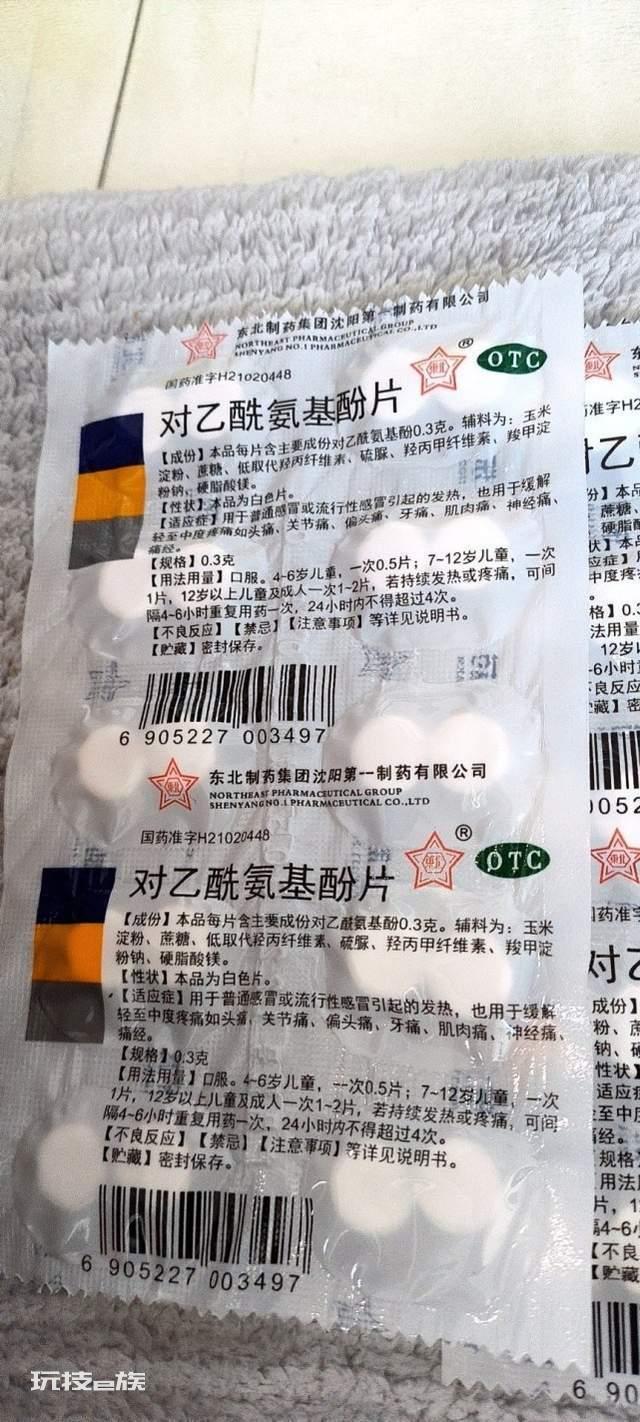 东北制药集团沈阳第一制药有限公司
NORTHEAST PHARMACEUTICAL GROUP
SHENYANG NO.1 PHARMACEUTICAL CO.,LTD
国药准字H21020448
® OTC
对乙酰氨基酚片
【成份】本品每片含主要成份对乙酰氨基酚0.3克。辅料为：玉米
淀粉、蔗糖、低取代羟丙纤维素、硫脲、羟丙甲纤维素、羧甲淀
粉钠、硬脂酸镁。
【性状】本品为白色片。
【适应症】用于普通感冒或流行性感冒引起的发热，也用于缓解
轻至中度疼痛如头痛、关节痛、偏头痛、牙痛、肌肉痛、神经痛、
痛经。
【规格】0.3克
【用法用量】口服。4~6岁儿童，一次0.5片；7~12岁儿童，一次
1片，12岁以上儿童及成人一次1~2片，若持续发热或疼痛，可间
隔4~6小时重复用药一次，24小时内不得超过4次。
【不良反应】【禁忌】【注意事项】等详见说明书。
【贮藏】密封保存。
6 905227 003497
东北制药集团沈阳第一制药有限公司
NORTHEAST PHARMACEUTICAL GROUP
SHENYANG NO.1 PHARMACEUTICAL CO.,LTD
国药准字H21020448
® OTC
对乙酰氨基酚片
【成份】本品每片含主要成份对乙酰氨基酚0.3克。辅料为：玉米
淀粉、蔗糖、低取代羟丙纤维素、硫脲、羟丙甲纤维素、羧甲淀
粉钠、硬脂酸镁。
【性状】本品为白色片。
【适应症】用于普通感冒或流行性感冒引起的发热，也用于缓解
轻至中度疼痛如头痛、关节痛、偏头痛、牙痛、肌肉痛、神经痛、
痛经。
【规格】0.3克
【用法用量】口服。4~6岁儿童，一次0.5片；7~12岁儿童，一次
1片，12岁以上儿童及成人一次1~2片，若持续发热或疼痛，可间
隔4~6小时重复用药一次，24小时内不得超过4次。
【不良反应】【禁忌】【注意事项】等详见说明书。
【贮藏】密封保存。
6 905227 003497
玩技e族